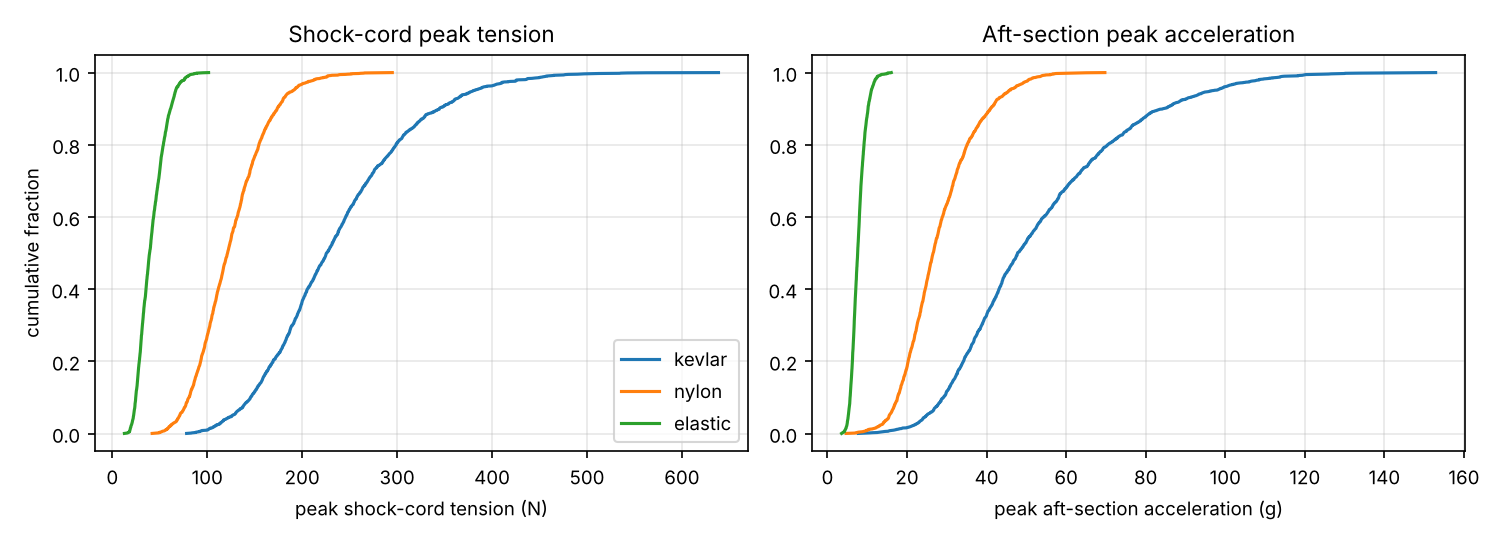 Shock-cord peak tension
cumulative fraction
1.0
0.8
0.6
0.4
0.2
0.0
kevlar
nylon
elastic
0 100 200 300 400 500 600
peak shock-cord tension (N)
Aft-section peak acceleration
1.0
0.8
0.6
0.4
0.2
0.0
0 20 40 60 80 100 120 140 160
peak aft-section acceleration (g)